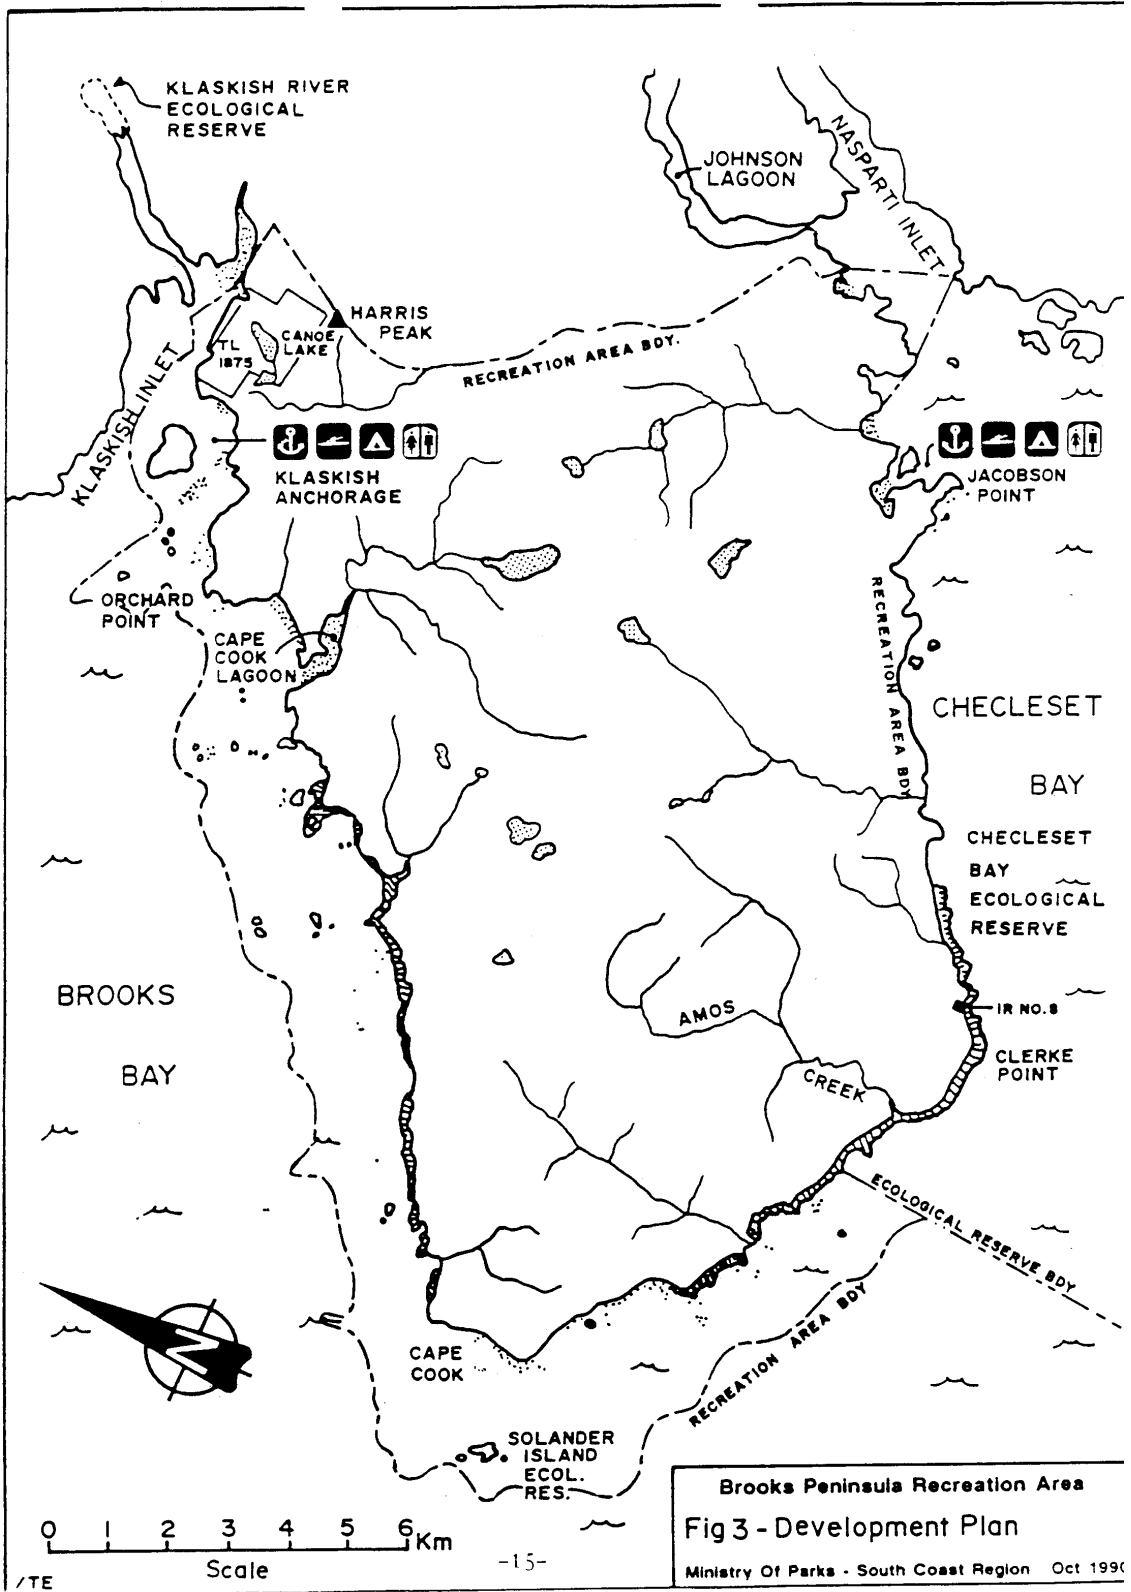 KLASKISH RIVER
ECOLOGICAL
RESERVE
JOHNSON
LAGOON
NASPARTI INLET
HARRIS
PEAK
TL
1875
CANOE
LAKE
RECREATION AREA BDY.
KLASKISH INLET
KLASKISH
ANCHORAGE
JACOBSON
POINT
ORCHARD
POINT
CAPE
COOK
LAGOON
RECREATION AREA BDY
CHECLESET
BAY
CHECLESET
BAY
ECOLOGICAL
RESERVE
BROOKS
BAY
AMOS
CREEK
IR NO.8
CLERKE
POINT
ECOLOGICAL RESERVE BDY
RECREATION AREA BDY
CAPE
COOK
N
SOLANDER
ISLAND
ECOL.
RES.
Brooks Peninsula Recreation Area
Fig 3 - Development Plan
Ministry Of Parks - South Coast Region Oct 1990
0 1 2 3 4 5 6 Km
Scale
-15-
/TE